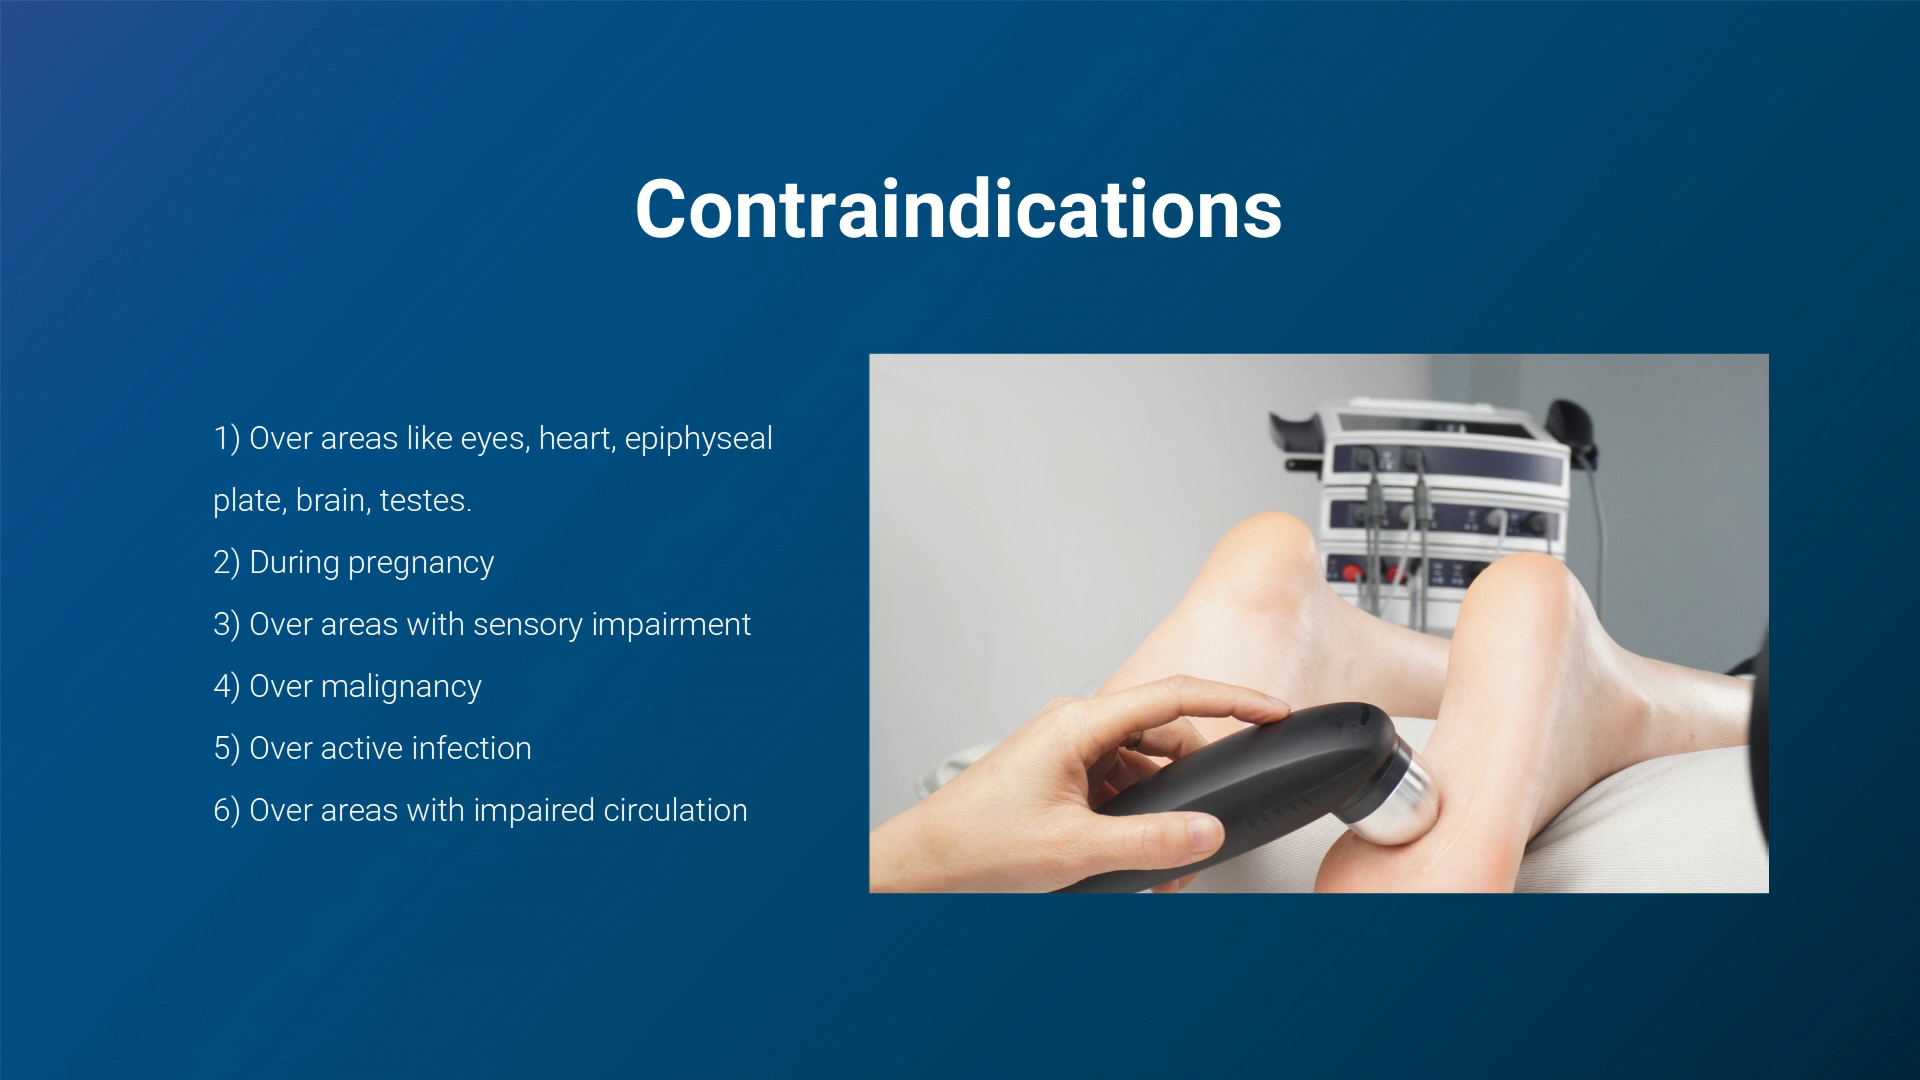 Contraindications
1) Over areas like eyes, heart, epiphyseal
plate, brain, testes.
2) During pregnancy
3) Over areas with sensory impairment
4) Over malignancy
5) Over active infection
6) Over areas with impaired circulation